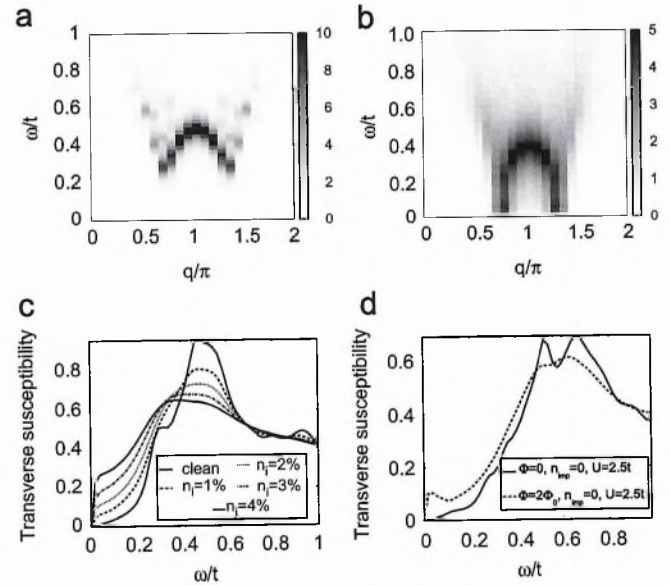 a
1
0.8
0.6
0.4
0.2
0
ω/t
0 0.5 1 1.5 2
q/π
10
8
6
4
2
0
b
1.0
0.8
0.6
0.4
0.2
0
ω/t
0 0.5 1 1.5 2
q/π
5
4
3
2
1
0
c
Transverse susceptibility
0.8
0.6
0.4
0.2
0
clean
n_i=2%
n_i=1%
n_i=3%
n_i=4%
0 0.2 0.4 0.6 0.8 1
ω/t
d
Transverse susceptibility
0.6
0.4
0.2
0
Φ=0, n_imp=0, U=2.5t
Φ=2Φ_0, n_imp=0, U=2.5t
0 0.2 0.4 0.6 0.8
ω/t